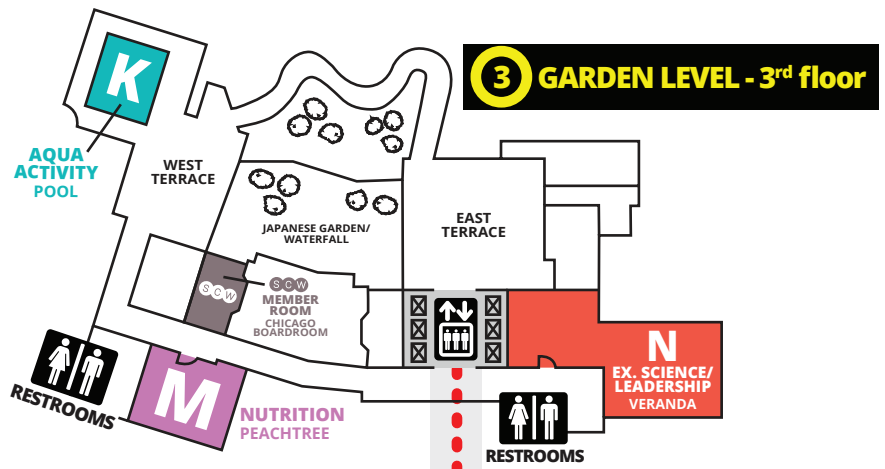 3 GARDEN LEVEL - 3rd floor
K
AQUA
ACTIVITY
POOL
WEST
TERRACE
JAPANESE GARDEN/
WATERFALL
EAST
TERRACE
SCW
SCW
MEMBER
ROOM
CHICAGO
BOARDROOM
N
EX. SCIENCE/
LEADERSHIP
VERANDA
RESTROOMS
M
NUTRITION
PEACHTREE
RESTROOMS